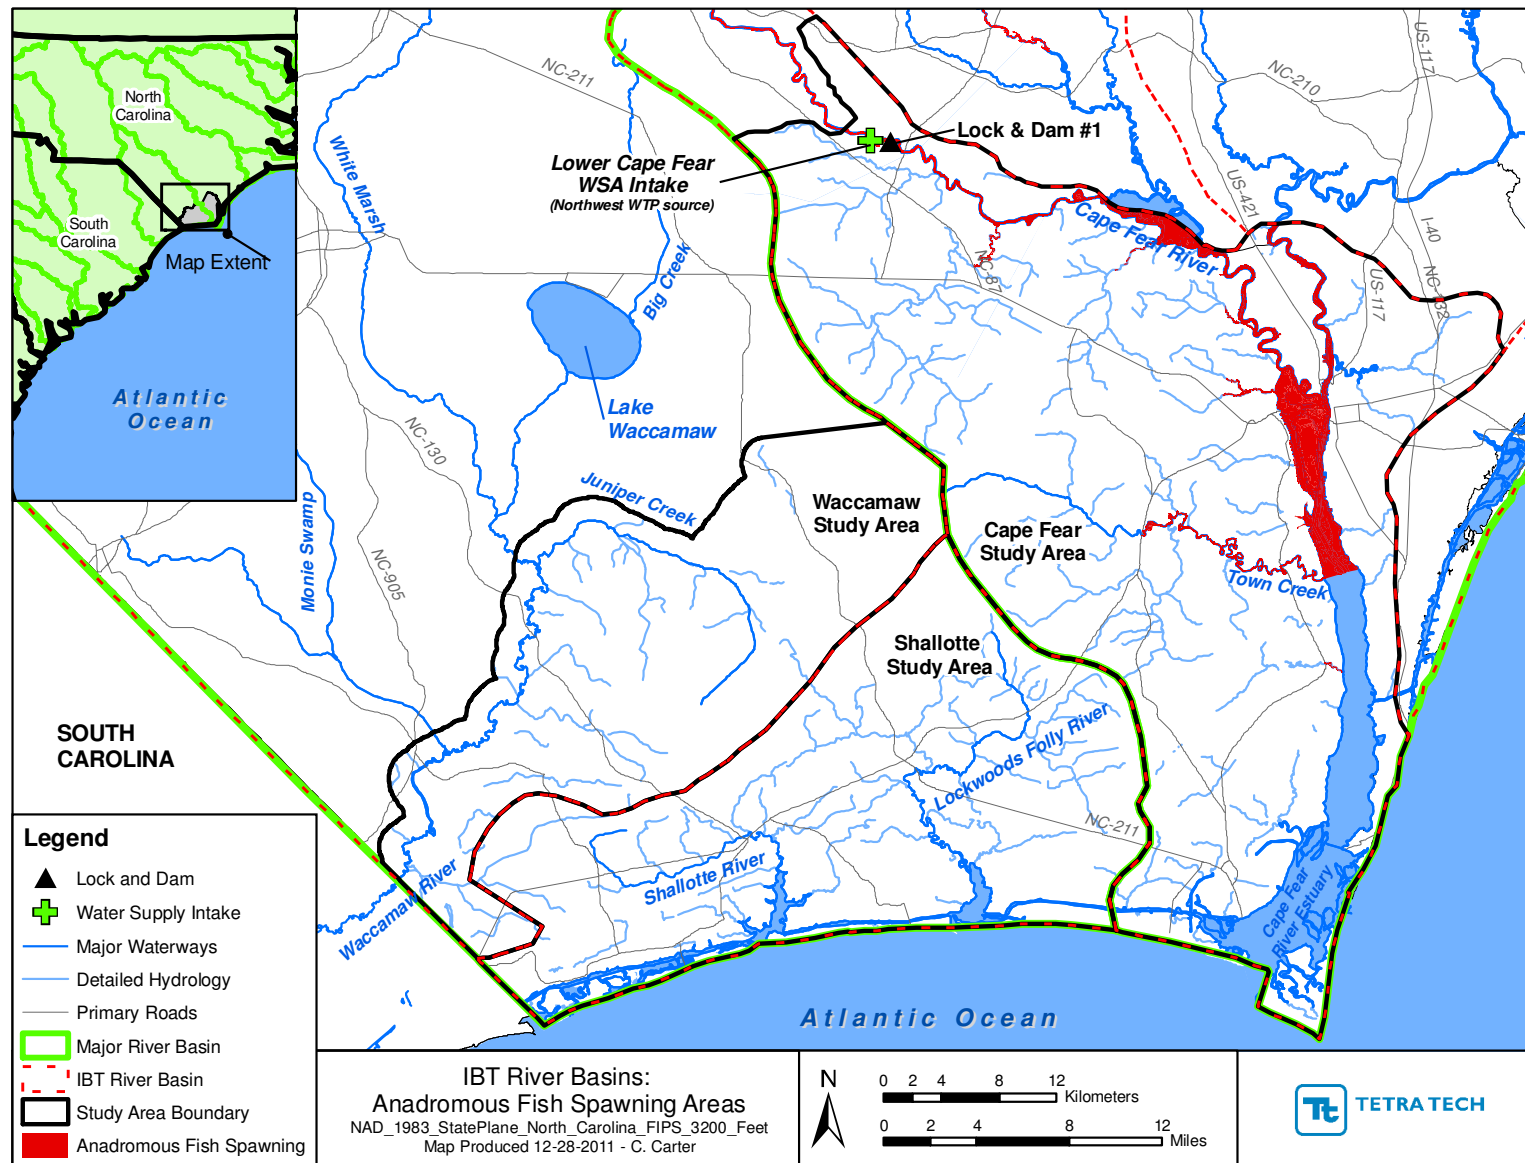 North
Carolina
South
Carolina
Map Extent
Atlantic
Ocean
NC-211
White Marsh
Big Creek
Lake
Waccamaw
NC-130
Juniper Creek
Monie Swamp
NC-905
Lower Cape Fear
WSA Intake
(Northwest WTP source)
Lock & Dam #1
NC-210
US-117
US-421
I-40
NC-132
US-117
NC-87
Cape Fear River
Waccamaw
Study Area
Cape Fear
Study Area
Town Creek
Shallotte
Study Area
Lockwoods Folly River
NC-211
Shallotte River
Waccamaw River
Cape Fear
River Estuary
SOUTH
CAROLINA
Atlantic Ocean
Legend
Lock and Dam
Water Supply Intake
Major Waterways
Detailed Hydrology
Primary Roads
Major River Basin
IBT River Basin
Study Area Boundary
Anadromous Fish Spawning
IBT River Basins:
Anadromous Fish Spawning Areas
NAD_1983_StatePlane_North_Carolina_FIPS_3200_Feet
Map Produced 12-28-2011 - C. Carter
N
0 2 4 8 12
Kilometers
0 2 4 8 12
Miles
Tt TETRA TECH